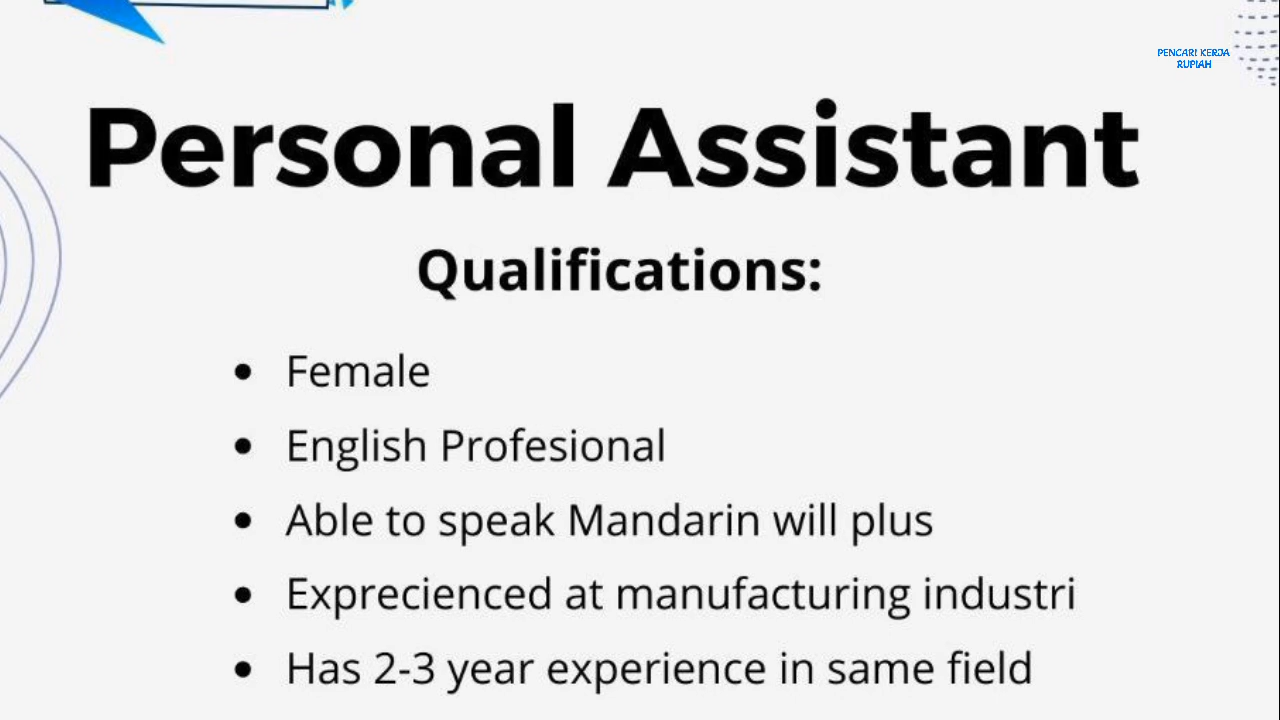 PENCARI KERJA
RUPIAH
Personal Assistant
Qualifications:
• Female
• English Profesional
• Able to speak Mandarin will plus
• Exprecienced at manufacturing industri
• Has 2-3 year experience in same field